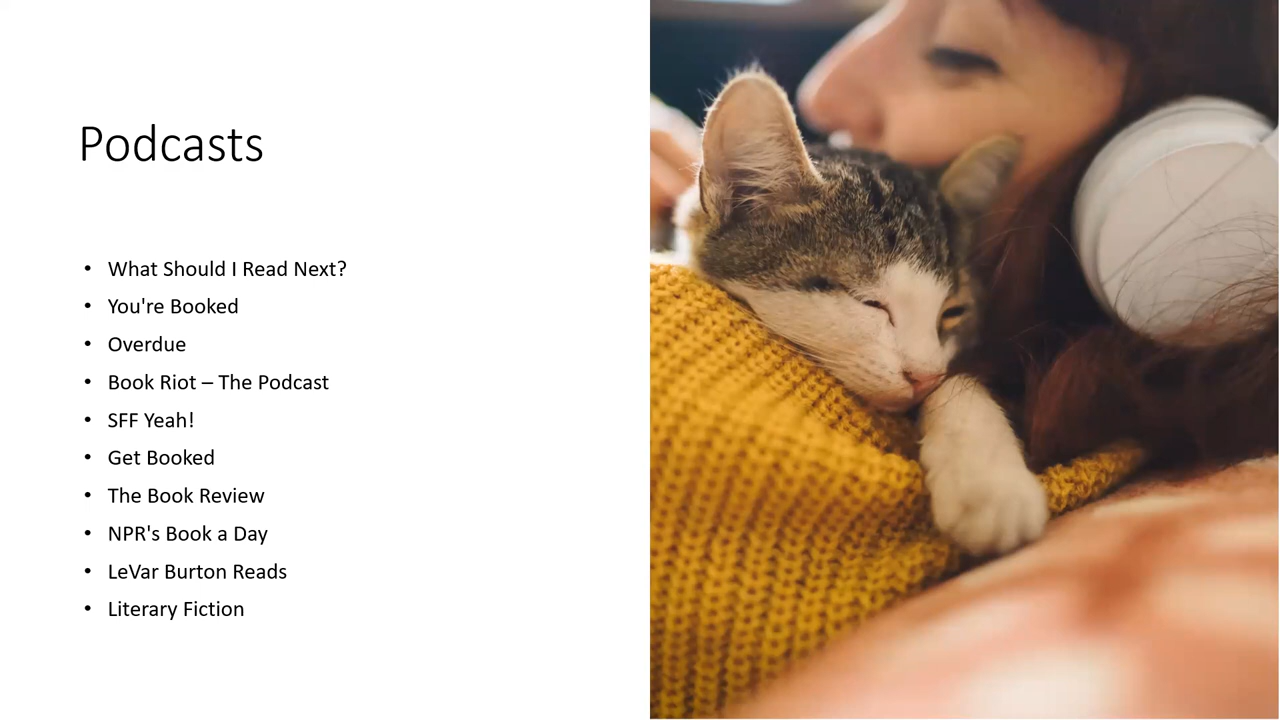 Podcasts
• What Should I Read Next?
• You're Booked
• Overdue
• Book Riot – The Podcast
• SFF Yeah!
• Get Booked
• The Book Review
• NPR's Book a Day
• LeVar Burton Reads
• Literary Fiction